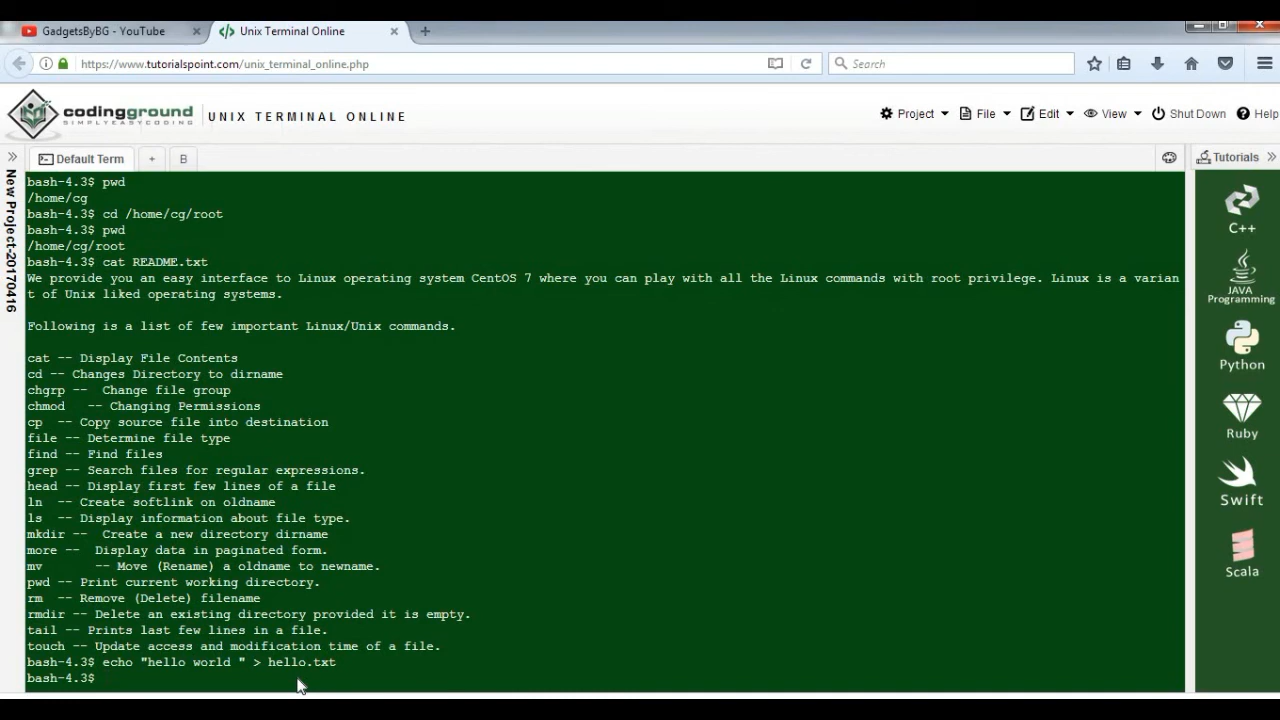 GadgetsByBG - YouTube
Unix Terminal Online
https://www.tutorialspoint.com/unix_terminal_online.php
Search
codingground
SIMPLYEASYCODING
UNIX TERMINAL ONLINE
Project
File
Edit
View
Shut Down
Help
Default Term
+
B
Tutorials
New Project-20170416
bash-4.3$ pwd
/home/cg
bash-4.3$ cd /home/cg/root
bash-4.3$ pwd
/home/cg/root
bash-4.3$ cat README.txt
We provide you an easy interface to Linux operating system CentOS 7 where you can play with all the Linux commands with root privilege. Linux is a varian
t of Unix liked operating systems.
Following is a list of few important Linux/Unix commands.
cat -- Display File Contents
cd -- Changes Directory to dirname
chgrp --  Change file group
chmod   -- Changing Permissions
cp  -- Copy source file into destination
file -- Determine file type
find -- Find files
grep -- Search files for regular expressions.
head -- Display first few lines of a file
ln  -- Create softlink on oldname
ls  -- Display information about file type.
mkdir --  Create a new directory dirname
more --  Display data in paginated form.
mv       -- Move (Rename) a oldname to newname.
pwd -- Print current working directory.
rm  -- Remove (Delete) filename
rmdir -- Delete an existing directory provided it is empty.
tail -- Prints last few lines in a file.
touch -- Update access and modification time of a file.
bash-4.3$ echo "hello world " > hello.txt
bash-4.3$
C++
JAVA
Programming
Python
Ruby
Swift
Scala